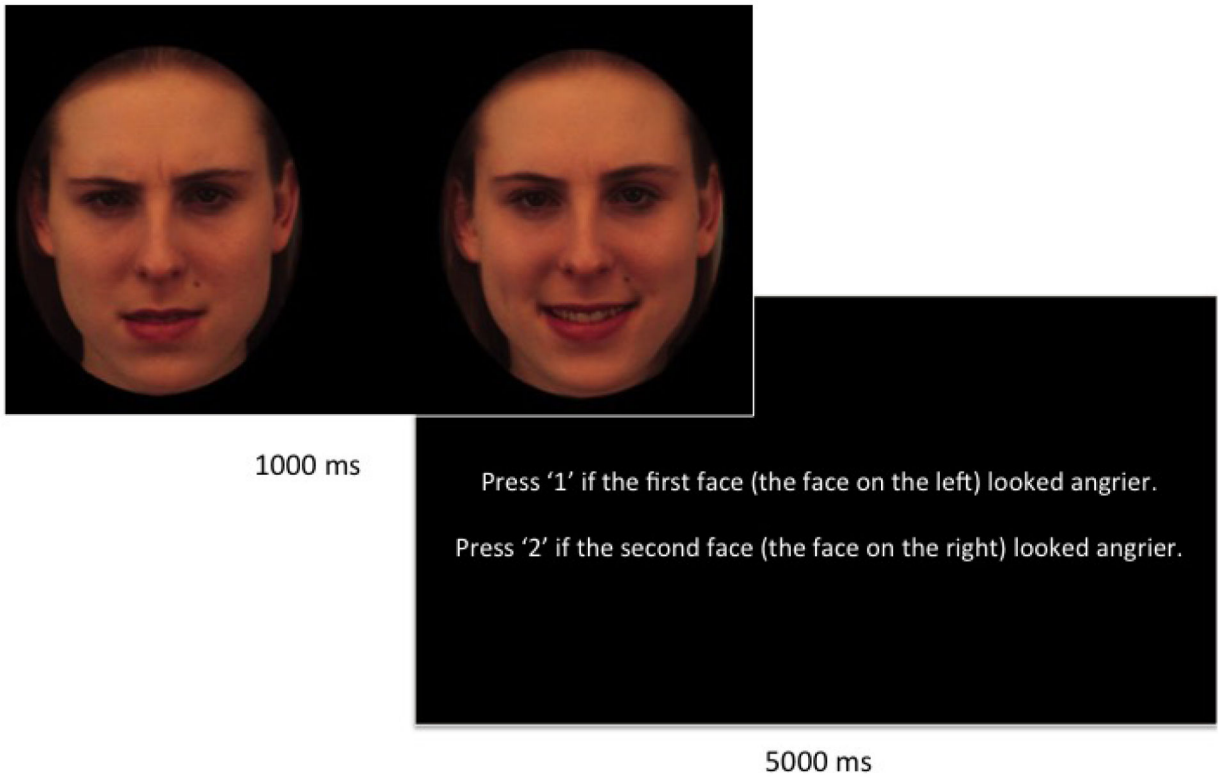 1000 ms
Press ‘1’ if the first face (the face on the left) looked angrier.
Press ‘2’ if the second face (the face on the right) looked angrier.
5000 ms